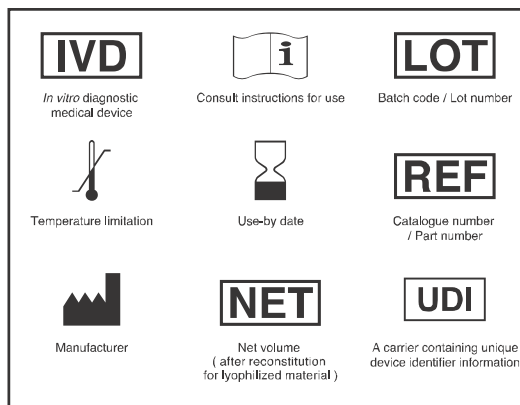 IVD
In vitro diagnostic
medical device
i
Consult instructions for use
LOT
Batch code / Lot number
Temperature limitation
Use-by date
REF
Catalogue number
/ Part number
Manufacturer
NET
Net volume
( after reconstitution
for lyophilized material )
UDI
A carrier containing unique
device identifier information